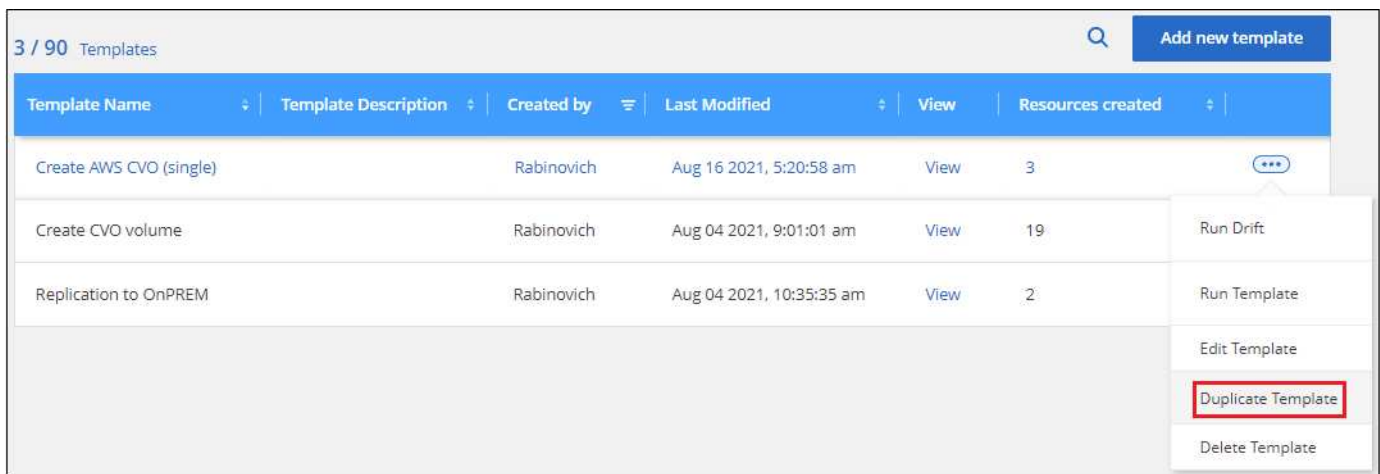 3 / 90 Templates
Add new template
Template Name Template Description Created by Last Modified View Resources created
Create AWS CVO (single) Rabinovich Aug 16 2021, 5:20:58 am View 3
Create CVO volume Rabinovich Aug 04 2021, 9:01:01 am View 19
Run Drift
Replication to OnPREM Rabinovich Aug 04 2021, 10:35:35 am View 2
Run Template
Edit Template
Duplicate Template
Delete Template